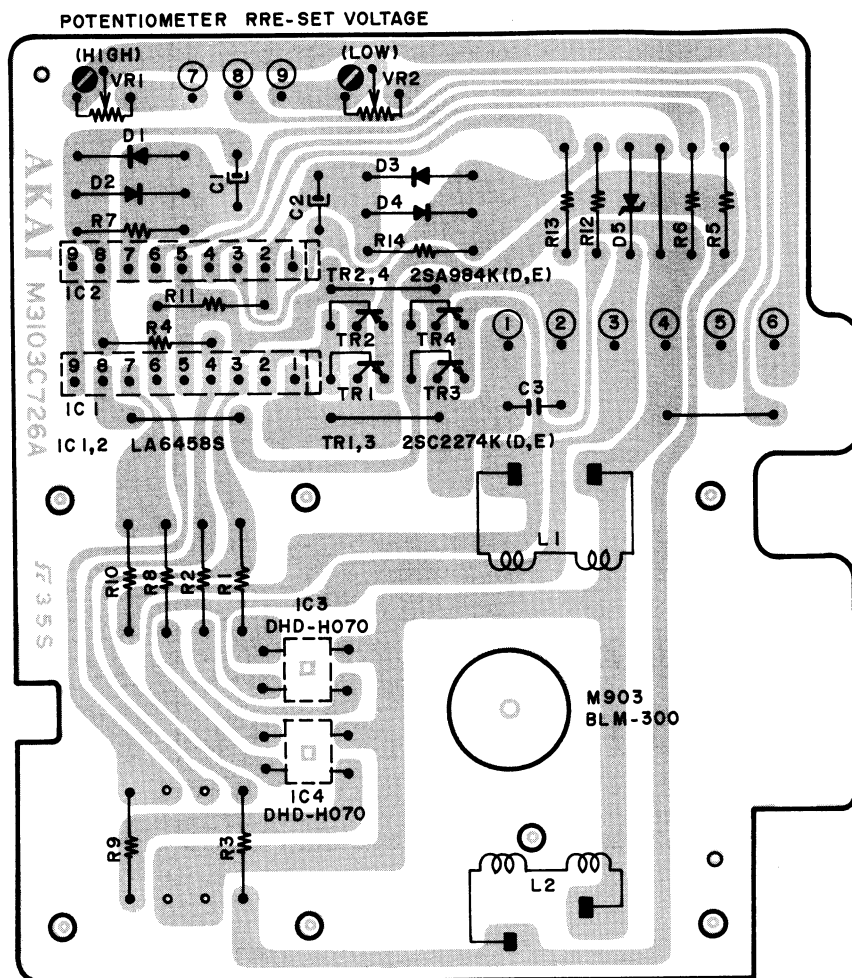 POTENTIOMETER RRE-SET VOLTAGE
(HIGH)
(LOW)
VR1
7
8
9
VR2
D1
D2
C1
R7
C2
D3
D4
R14
R13
R12
D5
R6
R5
9 8 7 6 5 4 3 2 1
IC2
R11
TR2,4 2SA984K(D,E)
R4
TR2
TR4
1
2
3
4
5
6
9 8 7 6 5 4 3 2 1
IC1
TR1
TR3
C3
IC1,2 LA6458S
TR1,3 2SC2274K(D,E)
AKAI M3103C726A
35S
L1
R10
R8
R2
R1
IC3
DHD-H070
M903
BLM-300
IC4
DHD-H070
R9
R3
L2